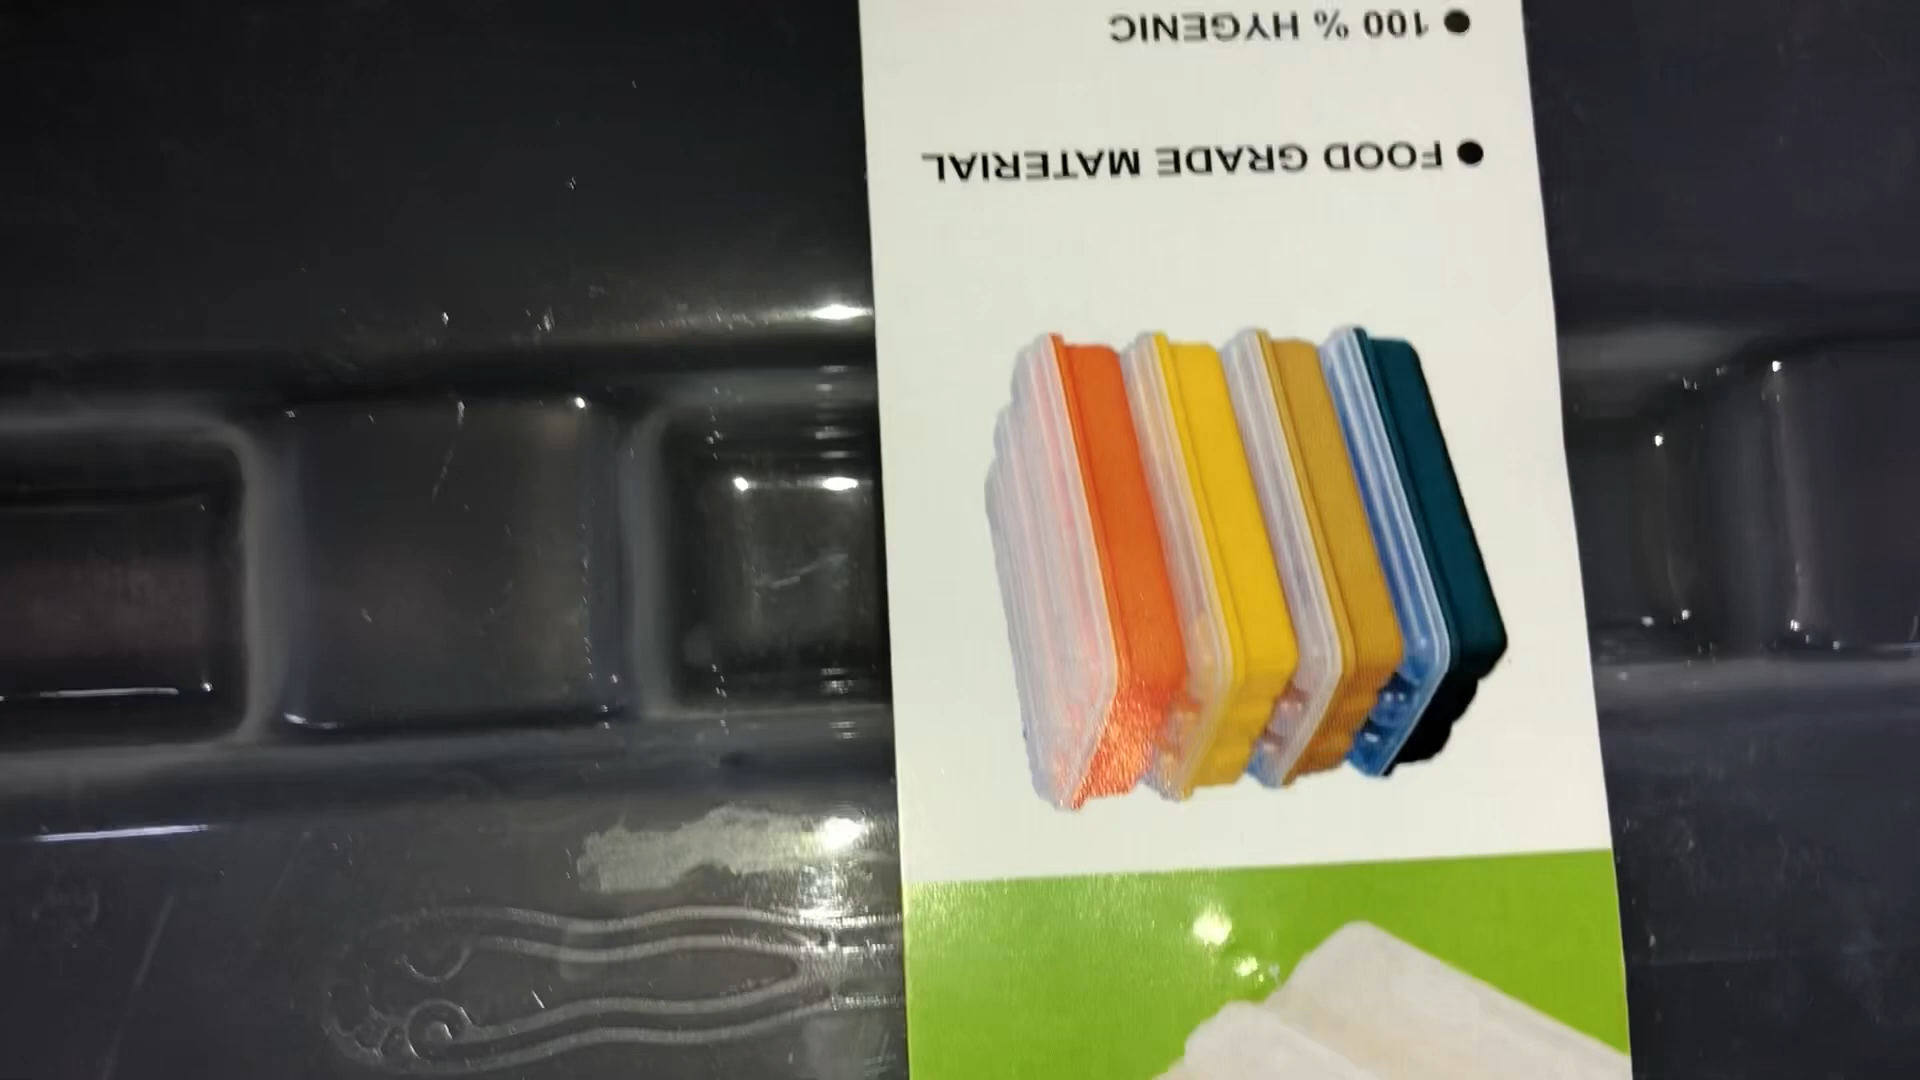 ● FOOD GRADE MATERIAL
● 100 % HYGENIC